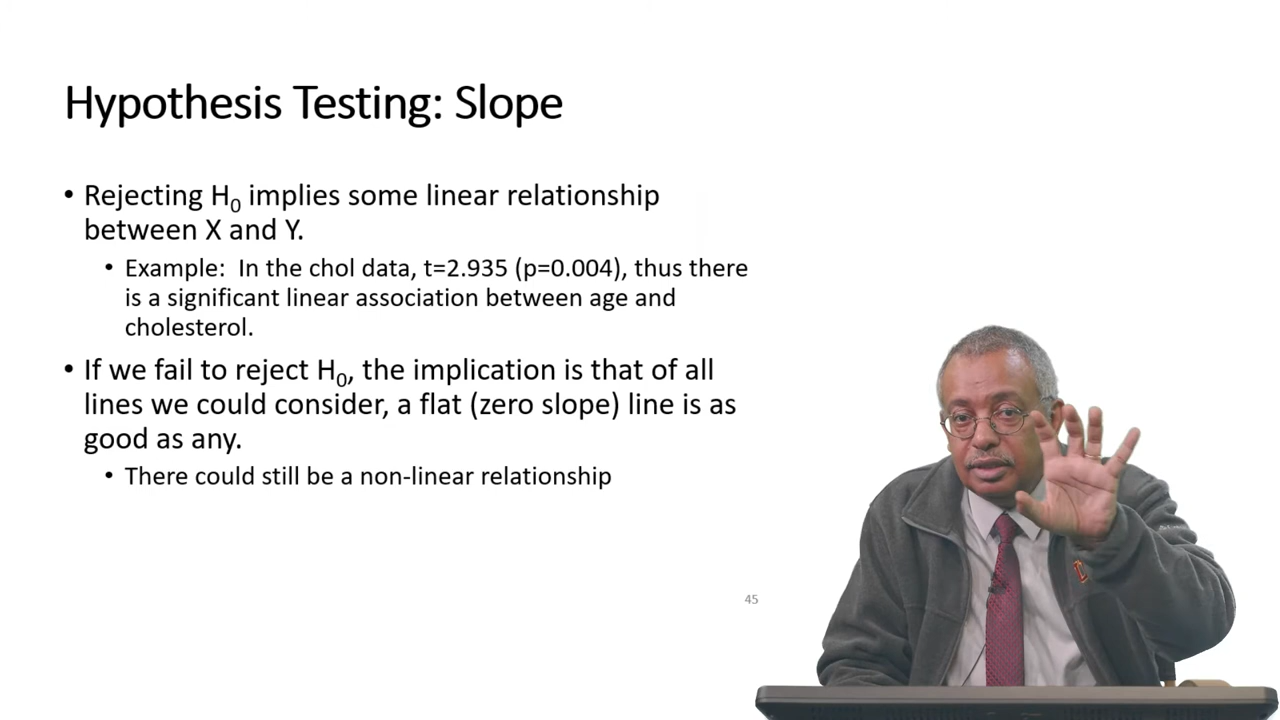 Hypothesis Testing: Slope
• Rejecting H₀ implies some linear relationship
between X and Y.
• Example: In the chol data, t=2.935 (p=0.004), thus there
is a significant linear association between age and
cholesterol.
• If we fail to reject H₀, the implication is that of all
lines we could consider, a flat (zero slope) line is as
good as any.
• There could still be a non-linear relationship
45